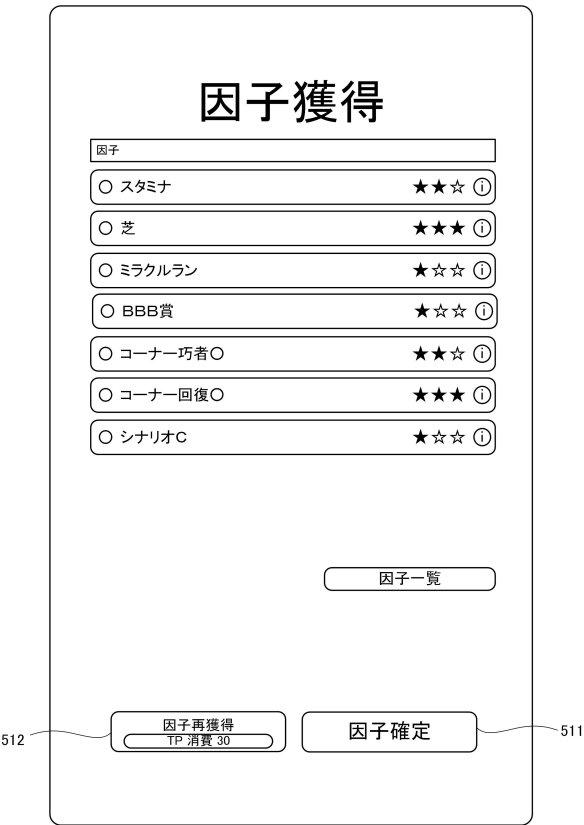 因子獲得
因子
スタミナ ★★☆ ⓘ
芝 ★★★ ⓘ
ミラクルラン ★☆☆ ⓘ
BBB賞 ★☆☆ ⓘ
コーナー巧者〇 ★★☆ ⓘ
コーナー回復〇 ★★★ ⓘ
シナリオC ★☆☆ ⓘ
因子一覧
因子再獲得
TP 消費 30
因子確定
512
511